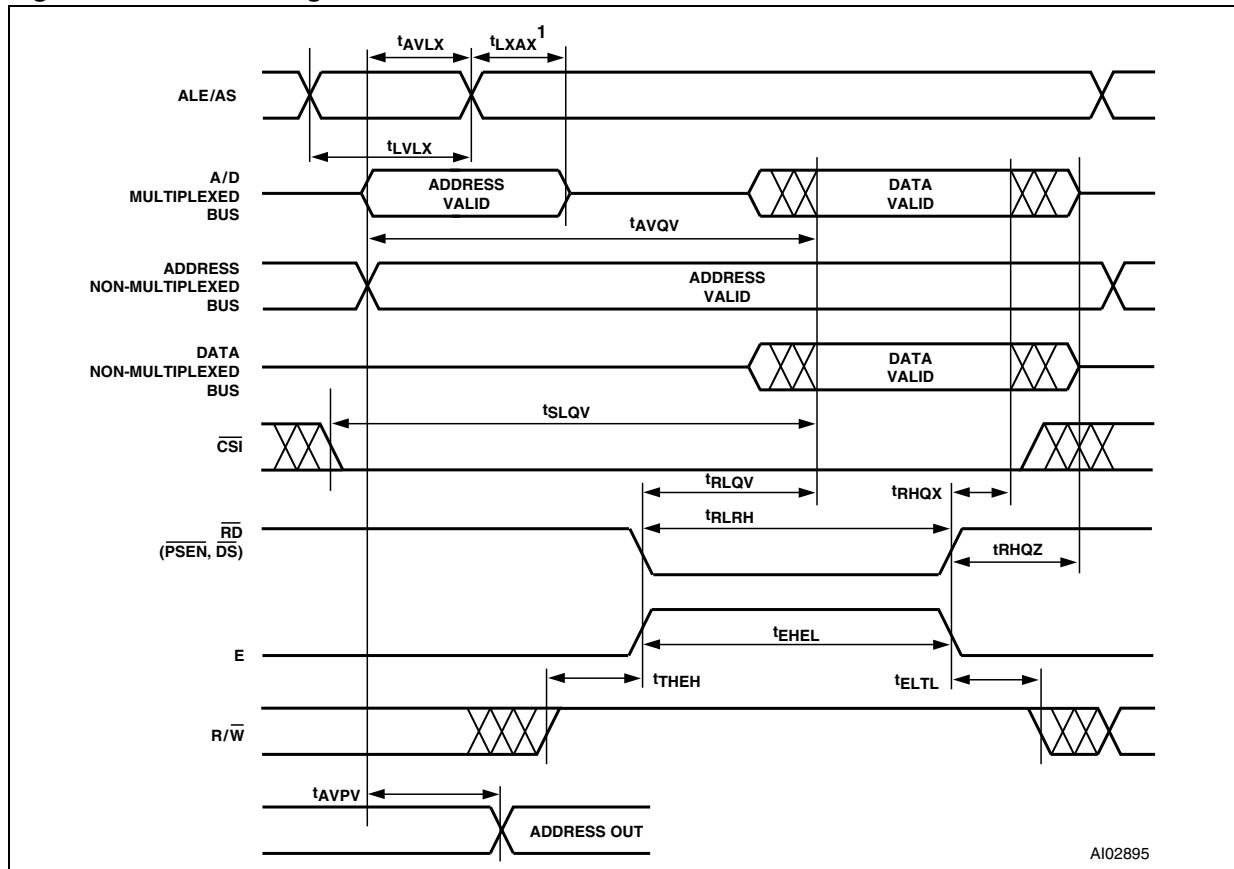 tAVLX
tLXAX1
ALE/AS
tLVLX
A/D
MULTIPLEXED
BUS
ADDRESS
VALID
DATA
VALID
tAVQV
ADDRESS
NON-MULTIPLEXED
BUS
ADDRESS
VALID
DATA
NON-MULTIPLEXED
BUS
DATA
VALID
tSLQV
CSI
tRLQV
tRHQX
tRLRH
RD
(PSEN, DS)
tRHQZ
tEHEL
E
tTHEH
tELTL
R/W
tAVPV
ADDRESS OUT
AI02895